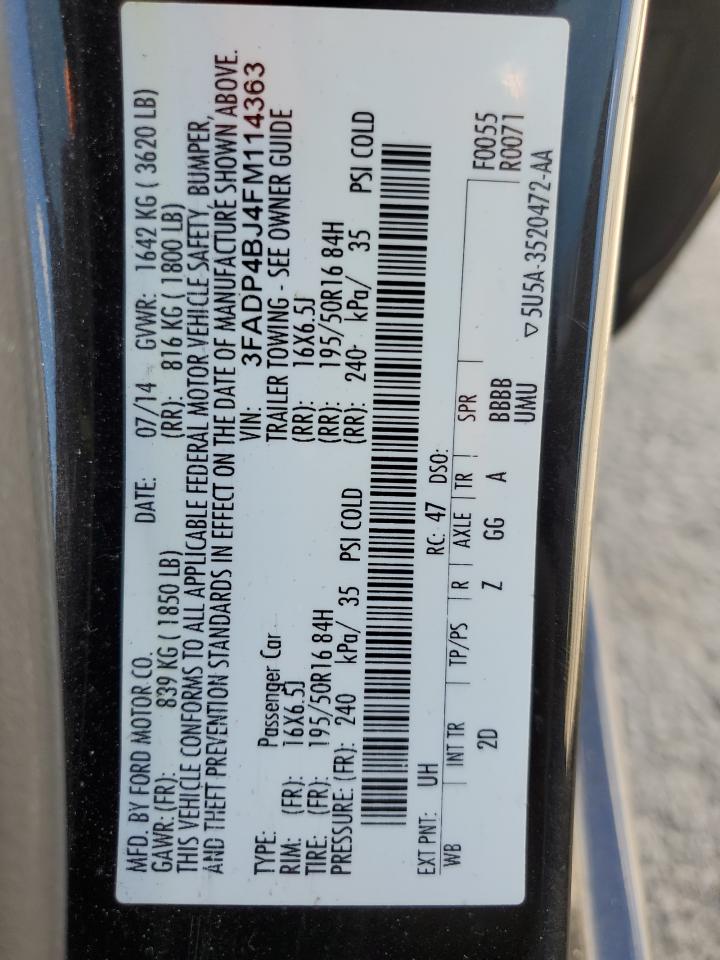 MFD. BY FORD MOTOR CO. DATE: 07/14 GVWR: 1642 KG ( 3620 LB)
GAWR: (FR): 839 KG ( 1850 LB) (RR): 816 KG ( 1800 LB)
THIS VEHICLE CONFORMS TO ALL APPLICABLE FEDERAL MOTOR VEHICLE SAFETY, BUMPER,
AND THEFT PREVENTION STANDARDS IN EFFECT ON THE DATE OF MANUFACTURE SHOWN ABOVE.
VIN: 3FADP4BJ4FM114363
TYPE: Passenger Car TRAILER TOWING - SEE OWNER GUIDE
RIM: (FR): 16X6.5J (RR): 16X6.5J
TIRE: (FR): 195/50R16 84H (RR): 195/50R16 84H
PRESSURE: (FR): 240 kPa/ 35 PSI COLD (RR): 240 kPa/ 35 PSI COLD
EXT PNT: UH RC: 47 DSO: F0055
WB INT TR TP/PS R AXLE TR SPR R0071
2D Z GG A BBBB
UMU
▽5U5A-3520472-AA